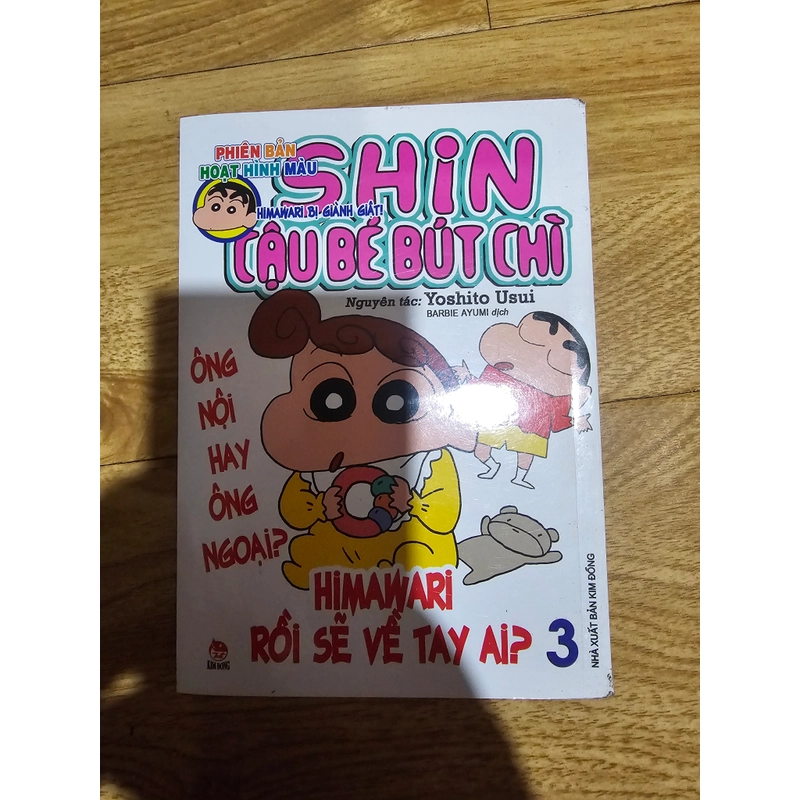 PHIÊN BẢN
HOẠT HÌNH MÀU
SHiN
HIMAWARI BỊ GIÀNH GIẬT!
CẬU BÉ BÚT CHÌ
Nguyên tác: Yoshito Usui
BARBIE AYUMI dịch
ÔNG
NỘI
HAY
ÔNG
NGOẠi?
HiMAWARi
RỒi SẼ VỀ TAY Ai? 3
NHÀ XUẤT BẢN KIM ĐỒNG
KIM ĐỒNG